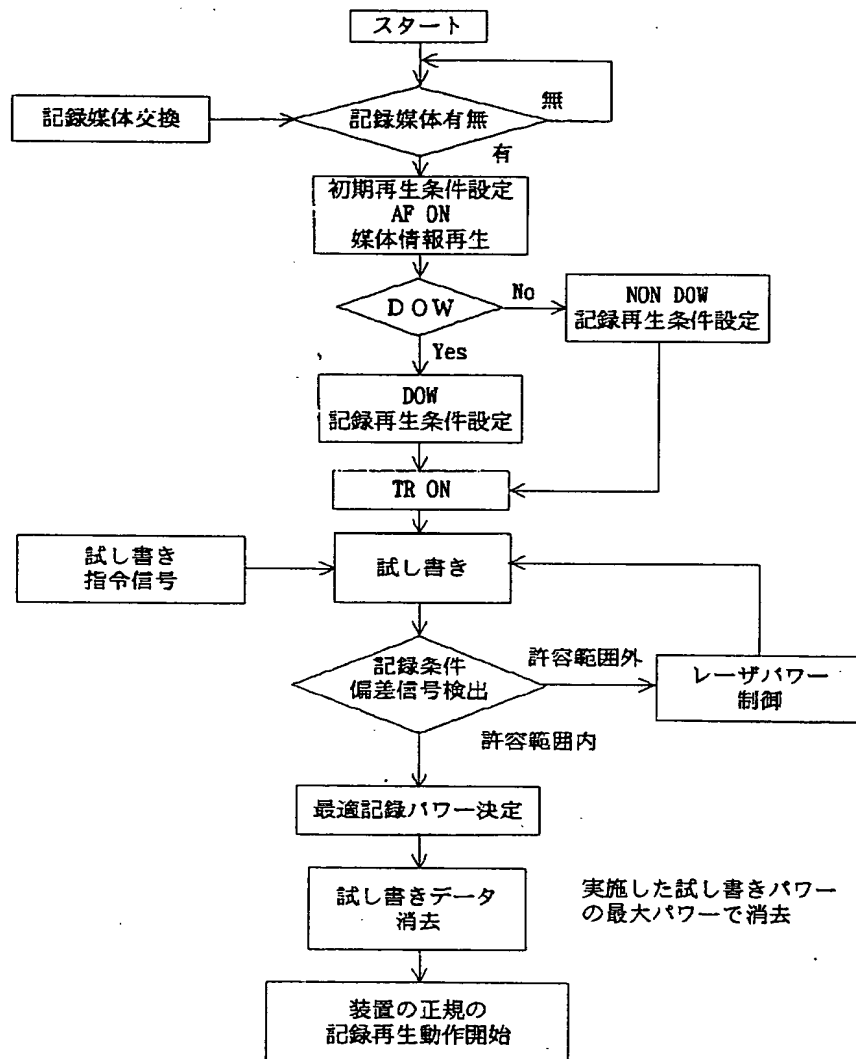 スタート
無
記録媒体交換
記録媒体有無
有
初期再生条件設定
AF ON
媒体情報再生
DOW
No
NON DOW
記録再生条件設定
Yes
DOW
記録再生条件設定
TR ON
試し書き
指令信号
試し書き
記録条件
偏差信号検出
許容範囲外
レーザパワー
制御
許容範囲内
最適記録パワー決定
試し書きデータ
消去
実施した試し書きパワー
の最大パワーで消去
装置の正規の
記録再生動作開始